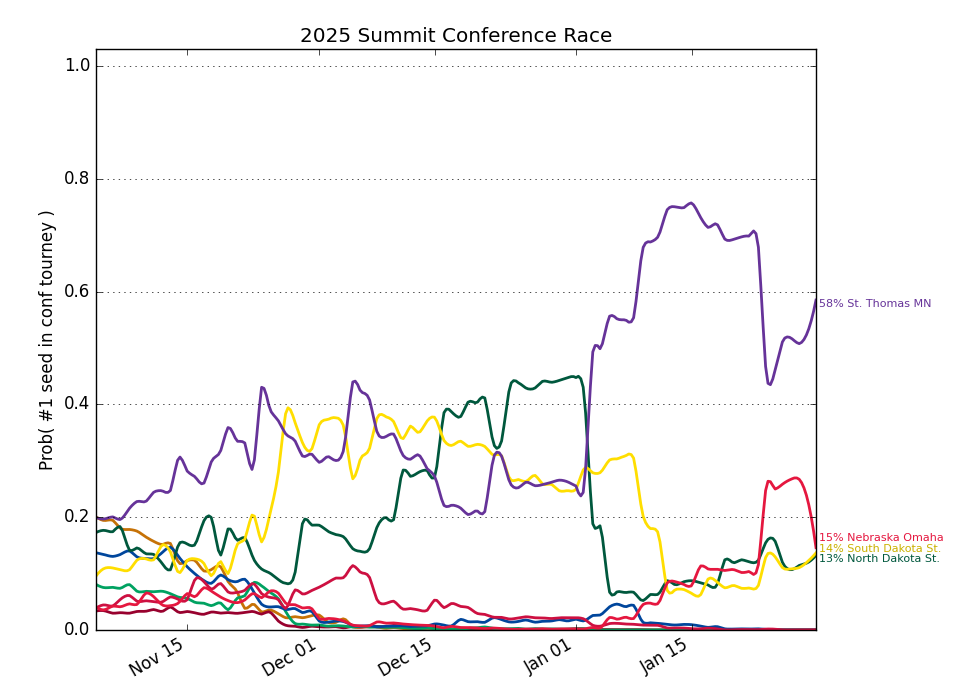 2025 Summit Conference Race
Prob( #1 seed in conf tourney )
1.0
0.8
0.6
0.4
0.2
0.0
Nov 15
Dec 01
Dec 15
Jan 01
Jan 15
58% St. Thomas MN
15% Nebraska Omaha
14% South Dakota St.
13% North Dakota St.